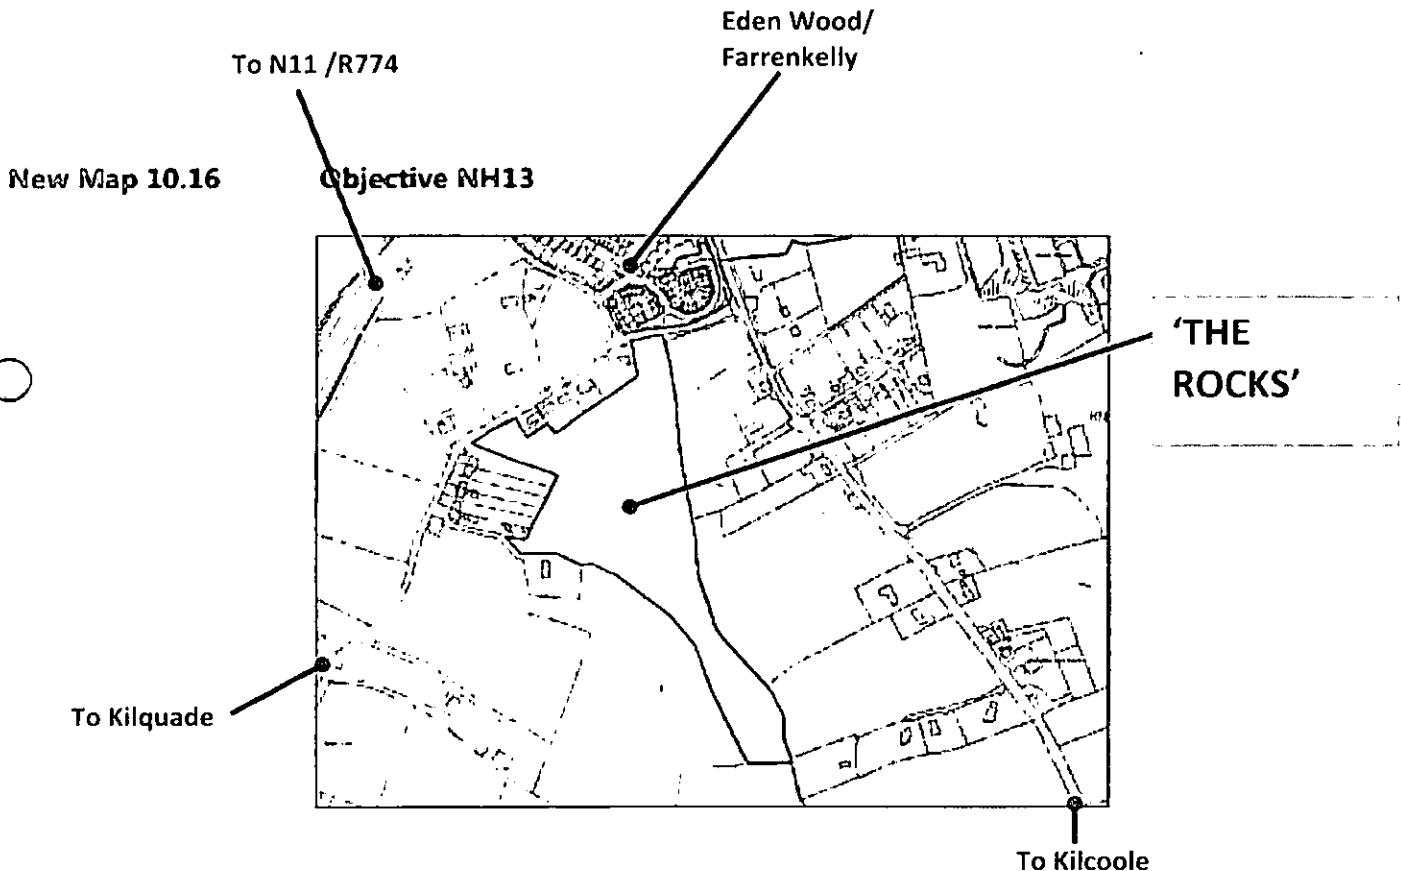 Eden Wood/
Farrenkelly
To N11 /R774
New Map 10.16 Objective NH13
'THE
ROCKS'
To Kilquade
To Kilcoole